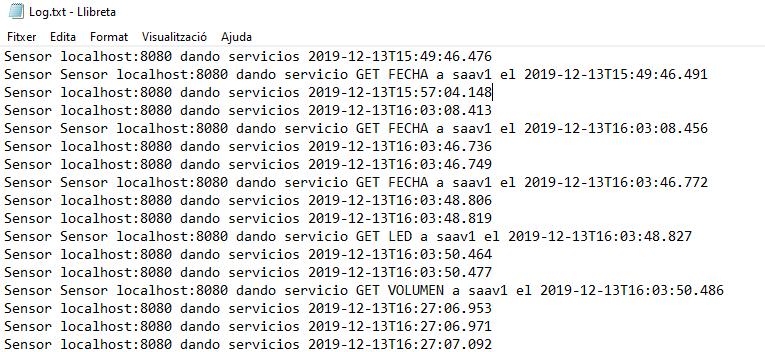 Log.txt - Llibreta
Fitxer Edita Format Visualització Ajuda
Sensor localhost:8080 dando servicios 2019-12-13T15:49:46.476
Sensor Sensor localhost:8080 dando servicio GET FECHA a saav1 el 2019-12-13T15:49:46.491
Sensor localhost:8080 dando servicios 2019-12-13T15:57:04.148
Sensor localhost:8080 dando servicios 2019-12-13T16:03:08.413
Sensor Sensor localhost:8080 dando servicio GET FECHA a saav1 el 2019-12-13T16:03:08.456
Sensor localhost:8080 dando servicios 2019-12-13T16:03:46.736
Sensor localhost:8080 dando servicios 2019-12-13T16:03:46.749
Sensor Sensor localhost:8080 dando servicio GET FECHA a saav1 el 2019-12-13T16:03:46.772
Sensor localhost:8080 dando servicios 2019-12-13T16:03:48.806
Sensor localhost:8080 dando servicios 2019-12-13T16:03:48.819
Sensor Sensor localhost:8080 dando servicio GET LED a saav1 el 2019-12-13T16:03:48.827
Sensor localhost:8080 dando servicios 2019-12-13T16:03:50.464
Sensor localhost:8080 dando servicios 2019-12-13T16:03:50.477
Sensor Sensor localhost:8080 dando servicio GET VOLUMEN a saav1 el 2019-12-13T16:03:50.486
Sensor localhost:8080 dando servicios 2019-12-13T16:27:06.953
Sensor localhost:8080 dando servicios 2019-12-13T16:27:06.971
Sensor localhost:8080 dando servicios 2019-12-13T16:27:07.092